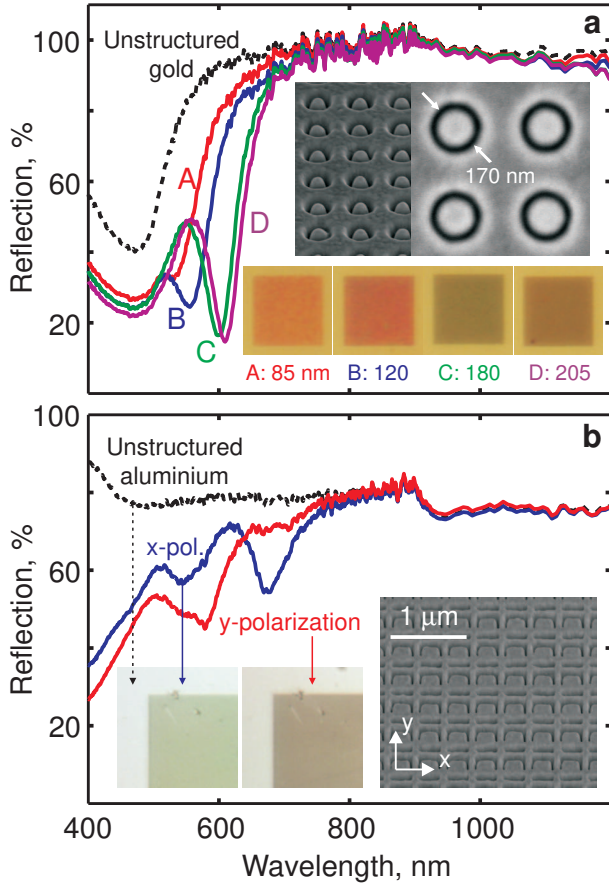 a
100
Unstructured
gold
60
20
Reflection, %
A
B
C
D
170 nm
A: 85 nm B: 120 C: 180 D: 205
b
100
Unstructured
aluminium
60
20
Reflection, %
x-pol.
y-polarization
1 µm
y
x
400 600 800 1000
Wavelength, nm